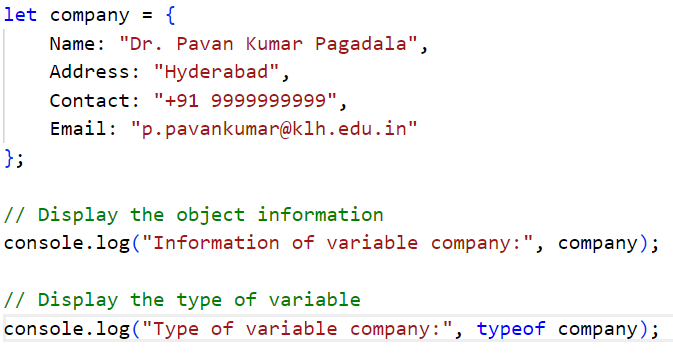 let company = {
    Name: "Dr. Pavan Kumar Pagadala",
    Address: "Hyderabad",
    Contact: "+91 9999999999",
    Email: "p.pavankumar@klh.edu.in"
};
// Display the object information
console.log("Information of variable company:", company);
// Display the type of variable
console.log("Type of variable company:", typeof company);